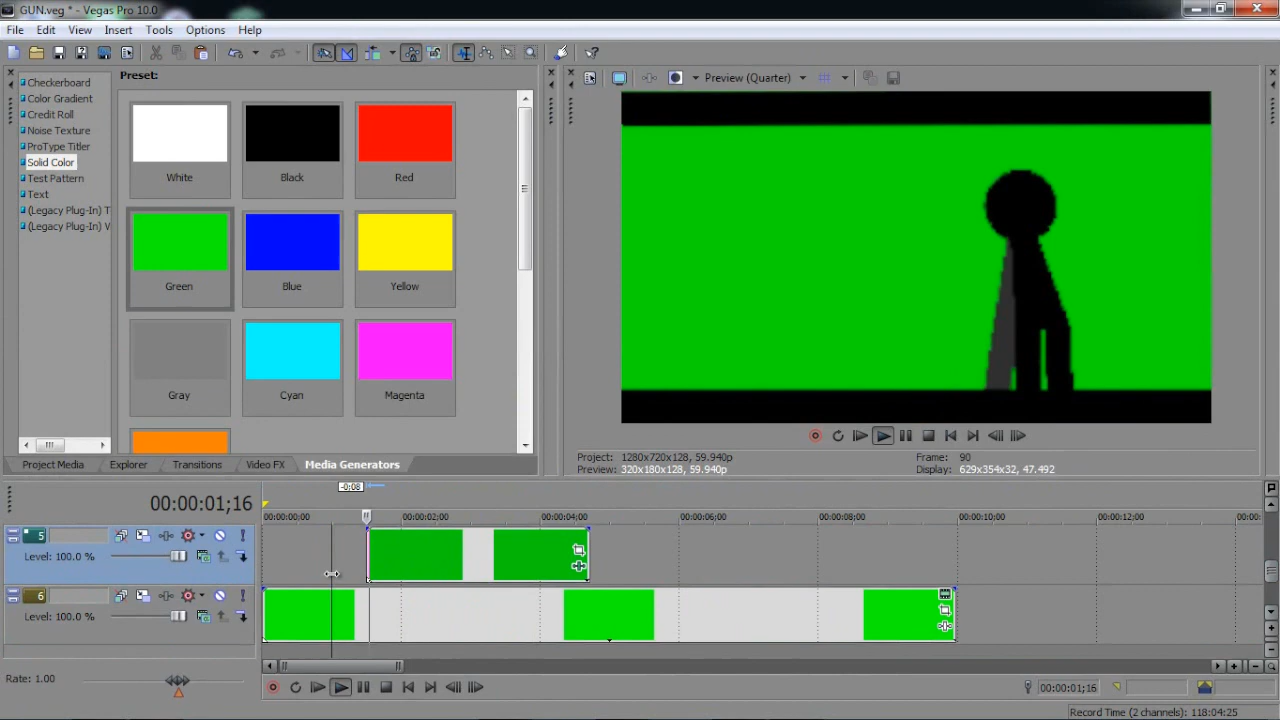 GUN.veg * - Vegas Pro 10.0
File Edit View Insert Tools Options Help
Checkerboard
Color Gradient
Credit Roll
Noise Texture
ProType Titler
Solid Color
Test Pattern
Text
(Legacy Plug-In) T
(Legacy Plug-In) V
Preset:
White Black Red
Green Blue Yellow
Gray Cyan Magenta
Project Media Explorer Transitions Video FX Media Generators
Preview (Quarter)
Project: 1280x720x128, 59.940p
Preview: 320x180x128, 59.940p
Frame: 90
Display: 629x354x32, 47.492
00:00:01;16
-0:08
00:00:00;00 00:00:02;00 00:00:04;00 00:00:06;00 00:00:08;00 00:00:10;00 00:00:12;00 00:00:
5
Level: 100.0 %
6
Level: 100.0 %
Rate: 1.00
00:00:01;16
Record Time (2 channels): 118:04:25